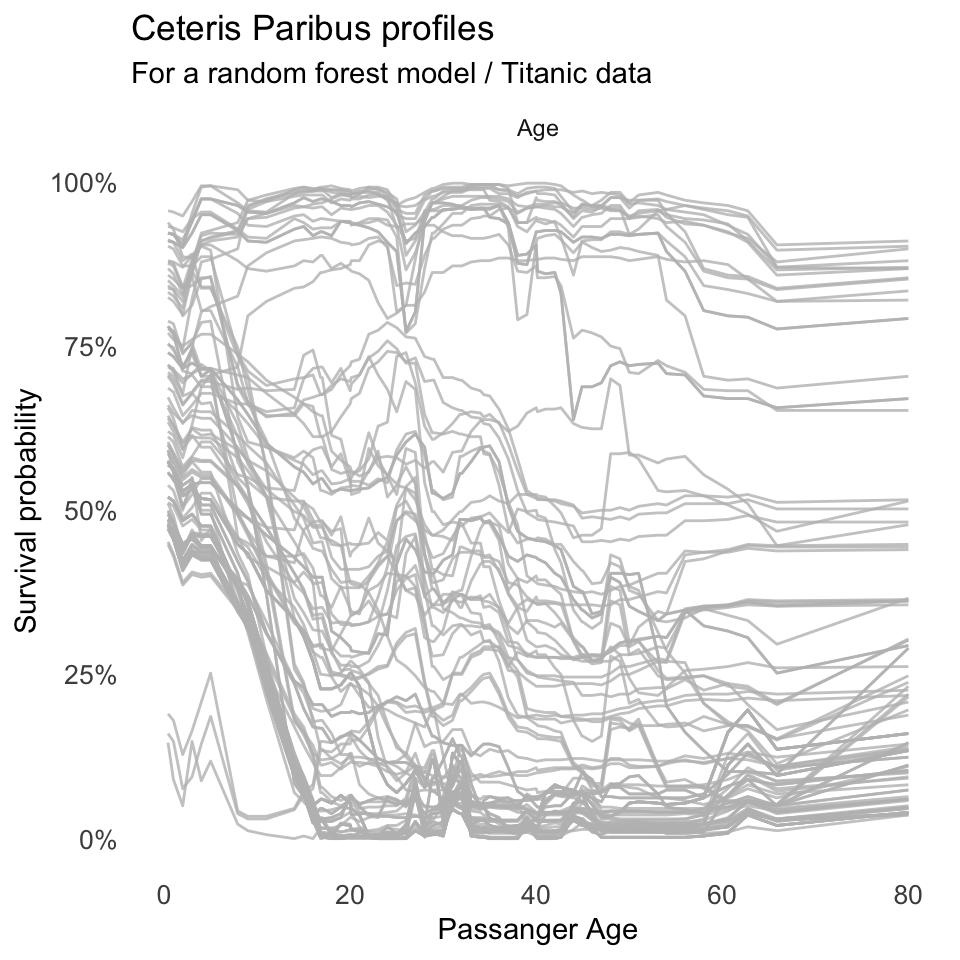 Ceteris Paribus profiles
For a random forest model / Titanic data
Age
100%
75%
50%
25%
0%
Survival probability
0 20 40 60 80
Passanger Age